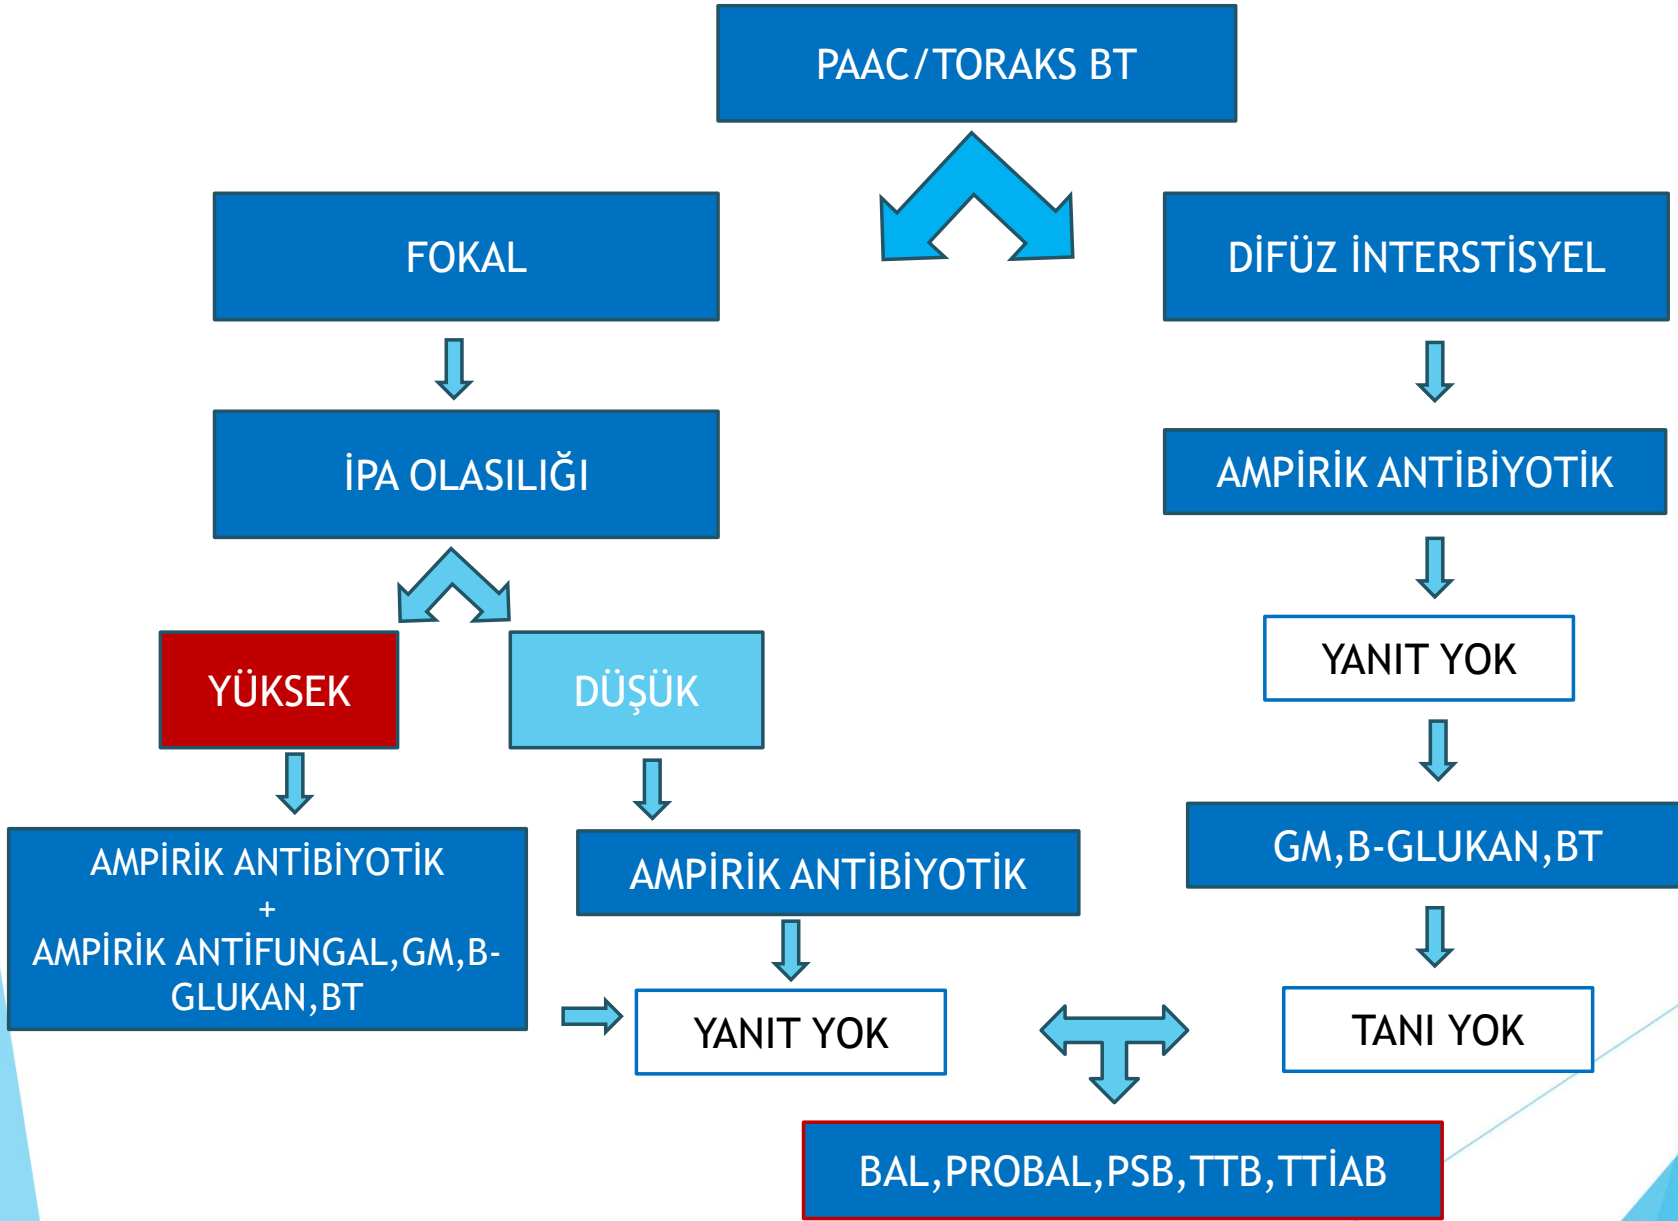 PAAC/TORAKS BT
FOKAL
DİFÜZ İNTERSTİSYEL
İPA OLASILIĞI
AMPİRİK ANTİBİYOTİK
YÜKSEK
DÜŞÜK
YANIT YOK
AMPİRİK ANTİBİYOTİK
+
AMPİRİK ANTİFUNGAL,GM,B-
GLUKAN,BT
AMPİRİK ANTİBİYOTİK
GM,B-GLUKAN,BT
YANIT YOK
TANI YOK
BAL,PROBAL,PSB,TTB,TTİAB